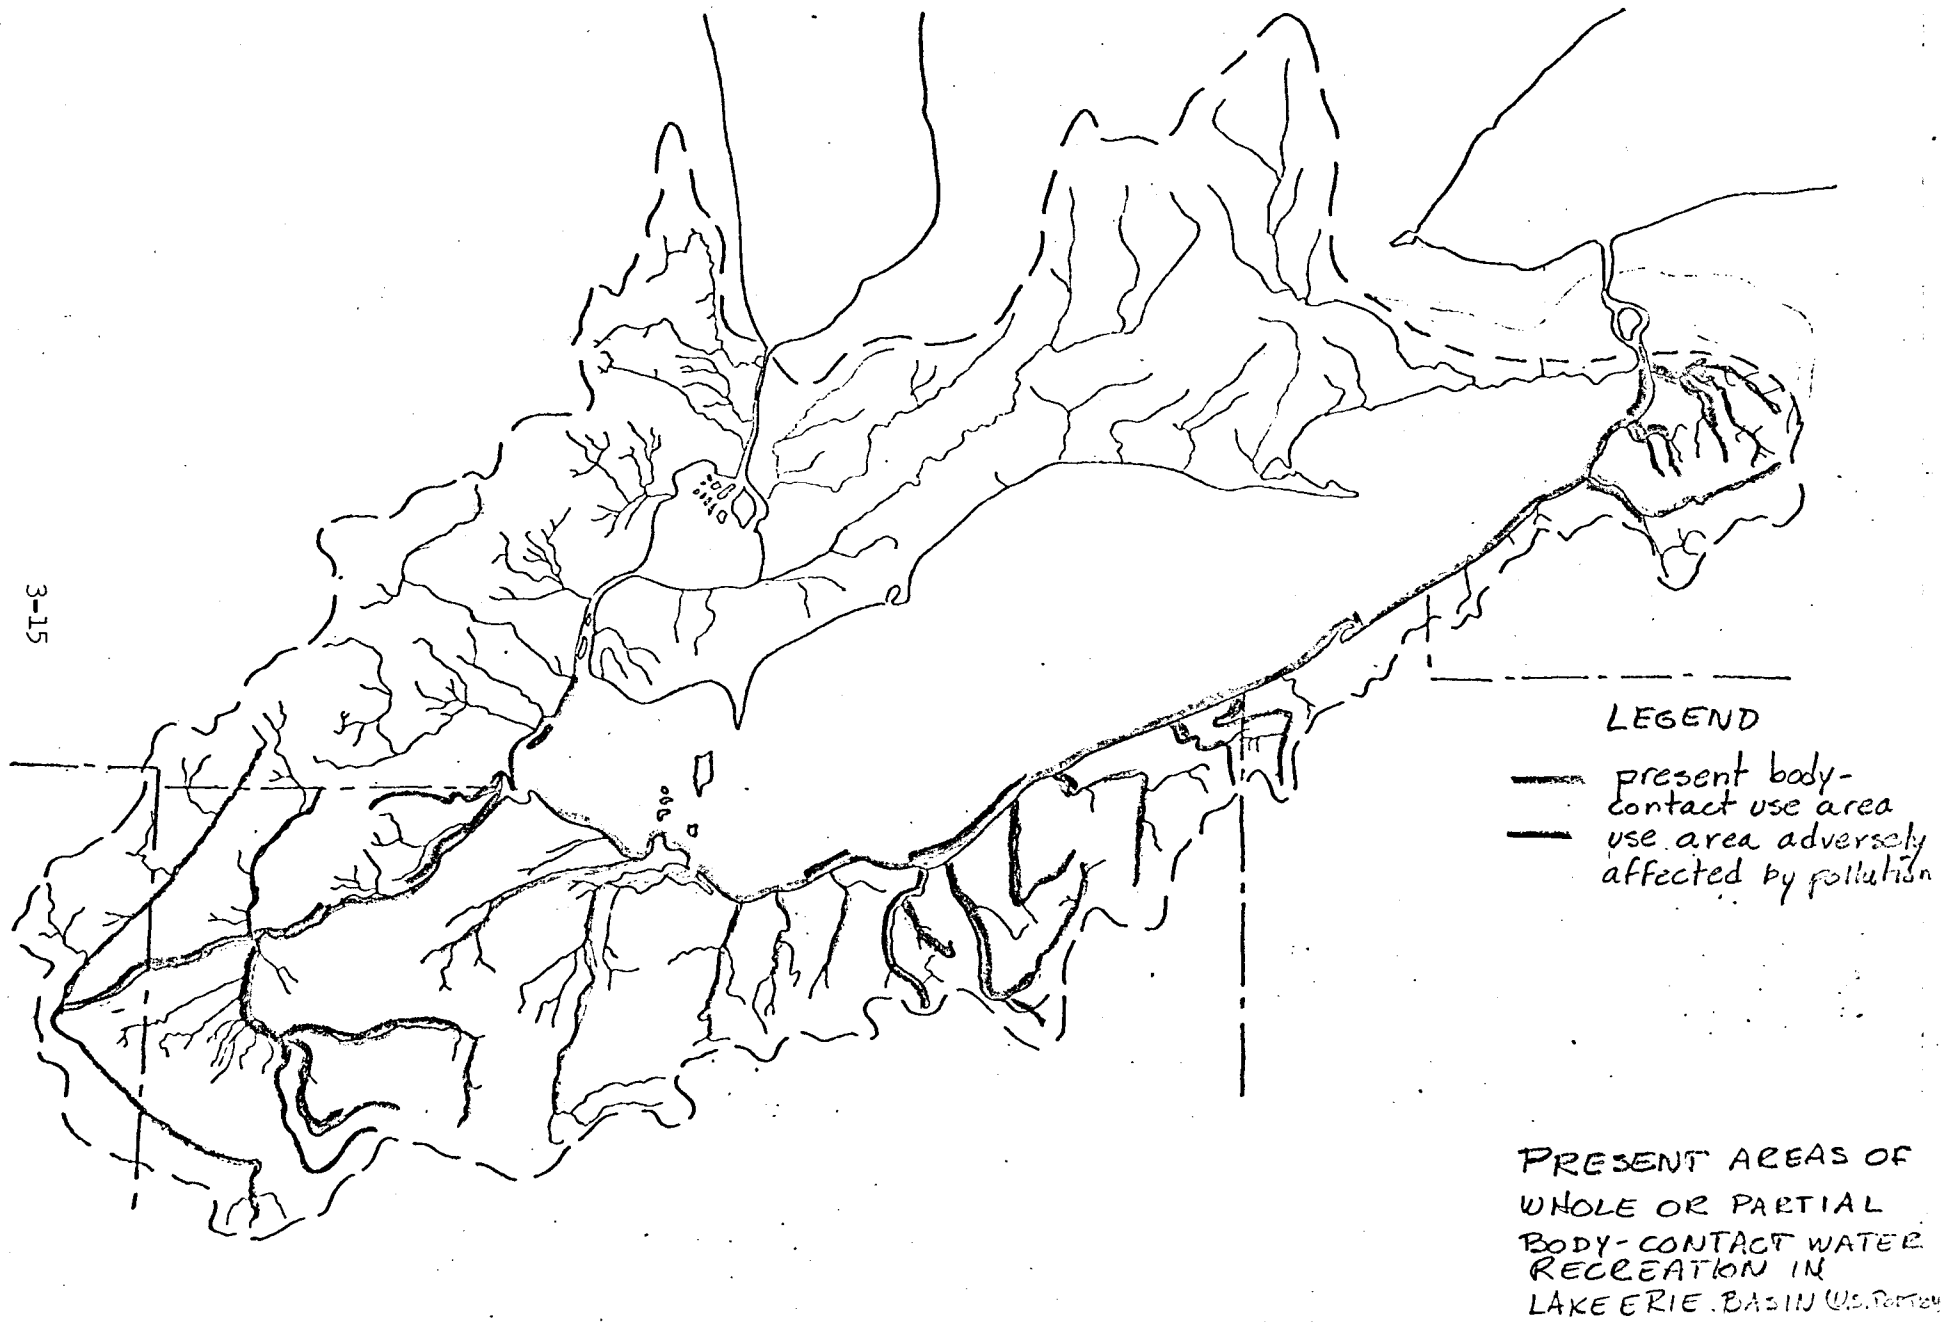 3-15
LEGEND
present body-
contact use area
use area adversely
affected by pollution
PRESENT AREAS OF
WHOLE OR PARTIAL
BODY-CONTACT WATER
RECREATION IN
LAKE ERIE BASIN (U.S. PORTION